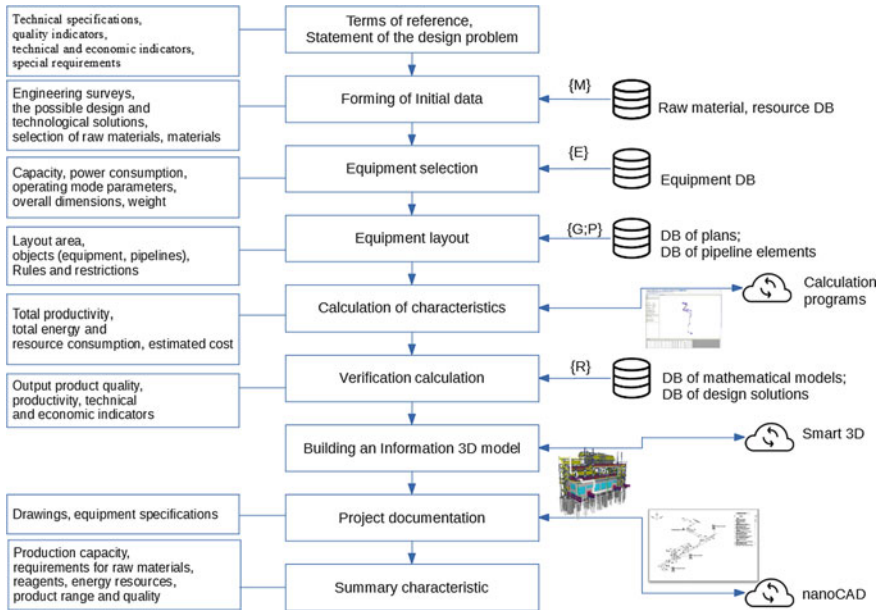 Technical specifications,
quality indicators,
technical and economic indicators,
special requirements
Terms of reference,
Statement of the design problem
Engineering surveys,
the possible design and
technological solutions,
selection of raw materials, materials
Forming of Initial data
{M}
Raw material, resource DB
Capacity, power consumption,
operating mode parameters,
overall dimensions, weight
Equipment selection
{E}
Equipment DB
Layout area,
objects (equipment, pipelines),
Rules and restrictions
Equipment layout
{G;P}
DB of plans;
DB of pipeline elements
Total productivity,
total energy and
resource consumption, estimated cost
Calculation of characteristics
Calculation
programs
Output product quality,
productivity, technical
and economic indicators
Verification calculation
{R}
DB of mathematical models;
DB of design solutions
Building an Information 3D model
Smart 3D
Drawings, equipment specifications
Project documentation
Production capacity,
requirements for raw materials,
reagents, energy resources,
product range and quality
Summary characteristic
nanoCAD